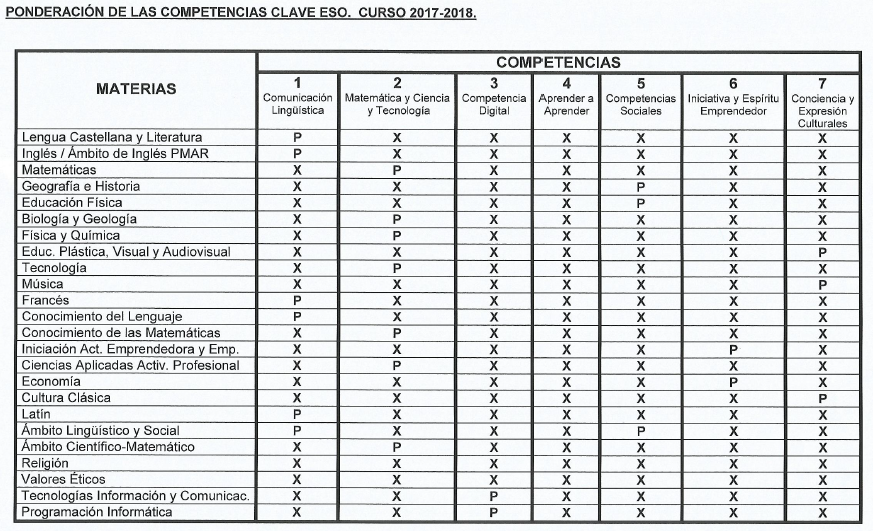 PONDERACIÓN DE LAS COMPETENCIAS CLAVE ESO. CURSO 2017-2018.
MATERIAS COMPETENCIAS
1 2 3 4 5 6 7
Comunicación Lingüística Matemática y Ciencia y Tecnología Competencia Digital Aprender a Aprender Competencias Sociales Iniciativa y Espíritu Emprendedor Conciencia y Expresión Culturales
Lengua Castellana y Literatura P X X X X X X
Inglés / Ámbito de Inglés PMAR P X X X X X X
Matemáticas X P X X X X X
Geografía e Historia X X X X P X X
Educación Física X X X X P X X
Biología y Geología X P X X X X X
Física y Química X P X X X X X
Educ. Plástica, Visual y Audiovisual X X X X X X P
Tecnología X P X X X X X
Música X X X X X X P
Francés P X X X X X X
Conocimiento del Lenguaje P X X X X X X
Conocimiento de las Matemáticas X P X X X X X
Iniciación Act. Emprendedora y Emp. X X X X X P X
Ciencias Aplicadas Activ. Profesional X P X X X X X
Economía X X X X X P X
Cultura Clásica X X X X X X P
Latín P X X X X X X
Ámbito Lingüístico y Social P X X X P X X
Ámbito Científico-Matemático X P X X X X X
Religión X X X X X X X
Valores Éticos X X X X X X X
Tecnologías Información y Comunicac. X X P X X X X
Programación Informática X X P X X X X